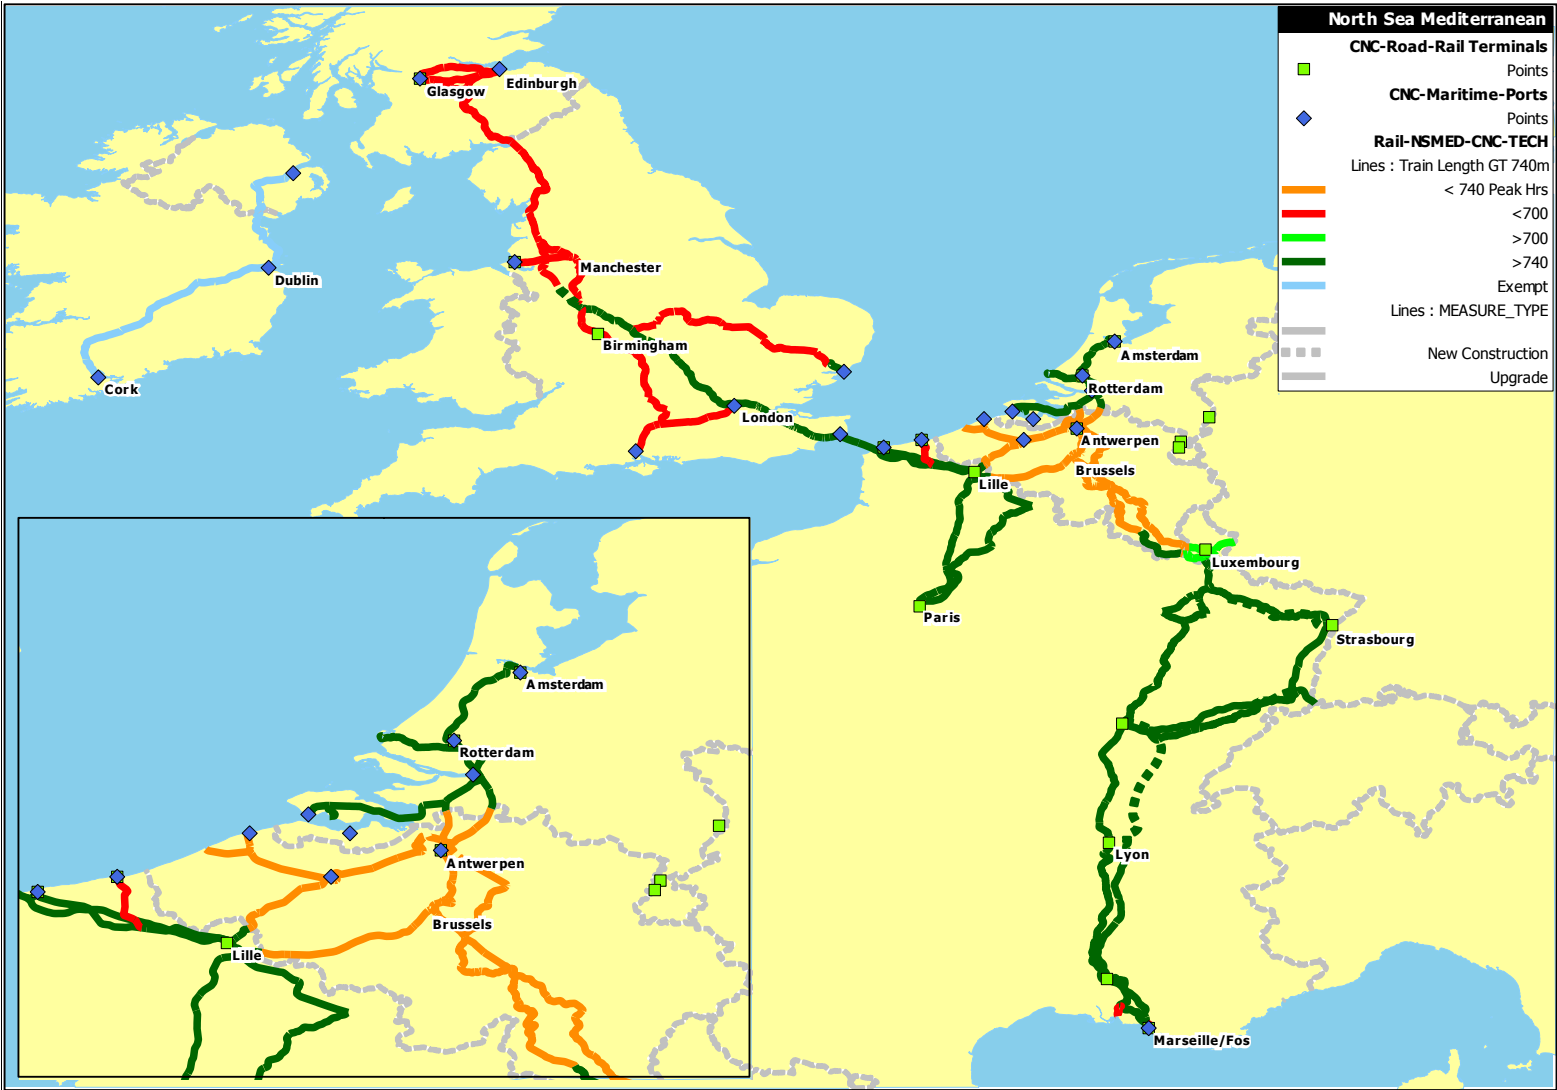 North Sea Mediterranean
CNC-Road-Rail Terminals
Points
CNC-Maritime-Ports
Points
Rail-NSMED-CNC-TECH
Lines : Train Length GT 740m
< 740 Peak Hrs
<700
>700
>740
Exempt
Lines : MEASURE_TYPE
New Construction
Upgrade
Edinburgh
Glasgow
Manchester
Dublin
Birmingham
Amsterdam
Cork
Rotterdam
London
Antwerpen
Brussels
Lille
Luxembourg
Paris
Strasbourg
Lyon
Marseille/Fos
Amsterdam
Rotterdam
Antwerpen
Brussels
Lille